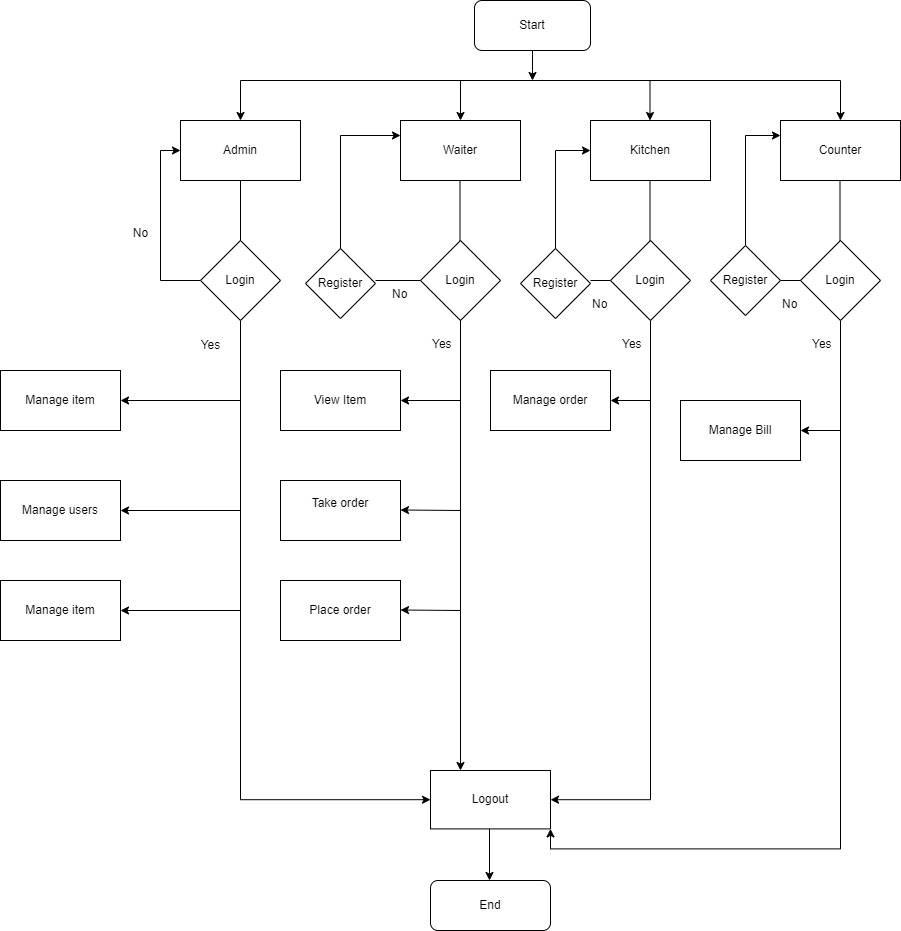 Start
Admin
Waiter
Kitchen
Counter
No
Login
Register
No
Login
Register
No
Login
Register
No
Login
Yes
Yes
Yes
Yes
Manage item
View Item
Manage order
Manage Bill
Manage users
Take order
Manage item
Place order
Logout
End